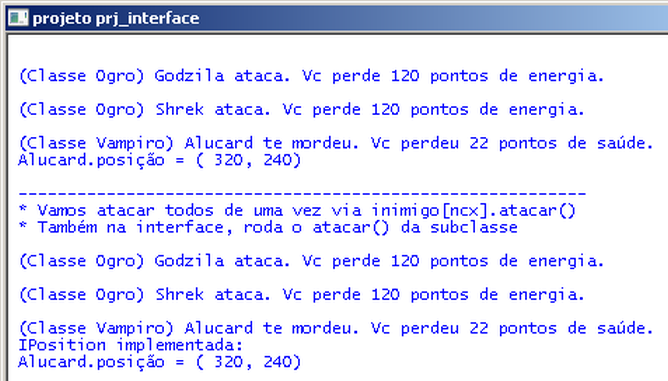 projeto prj_interface
(Classe Ogro) Godzila ataca. Vc perde 120 pontos de energia.
(Classe Ogro) Shrek ataca. Vc perde 120 pontos de energia.
(Classe Vampiro) Alucard te mordeu. Vc perdeu 22 pontos de saúde.
Alucard.posição = ( 320, 240)
----------------------------------------------------------
* Vamos atacar todos de uma vez via inimigo[ncx].atacar()
* Também na interface, roda o atacar() da subclasse
(Classe Ogro) Godzila ataca. Vc perde 120 pontos de energia.
(Classe Ogro) Shrek ataca. Vc perde 120 pontos de energia.
(Classe Vampiro) Alucard te mordeu. Vc perdeu 22 pontos de saúde.
IPosition implementada:
Alucard.posição = ( 320, 240)